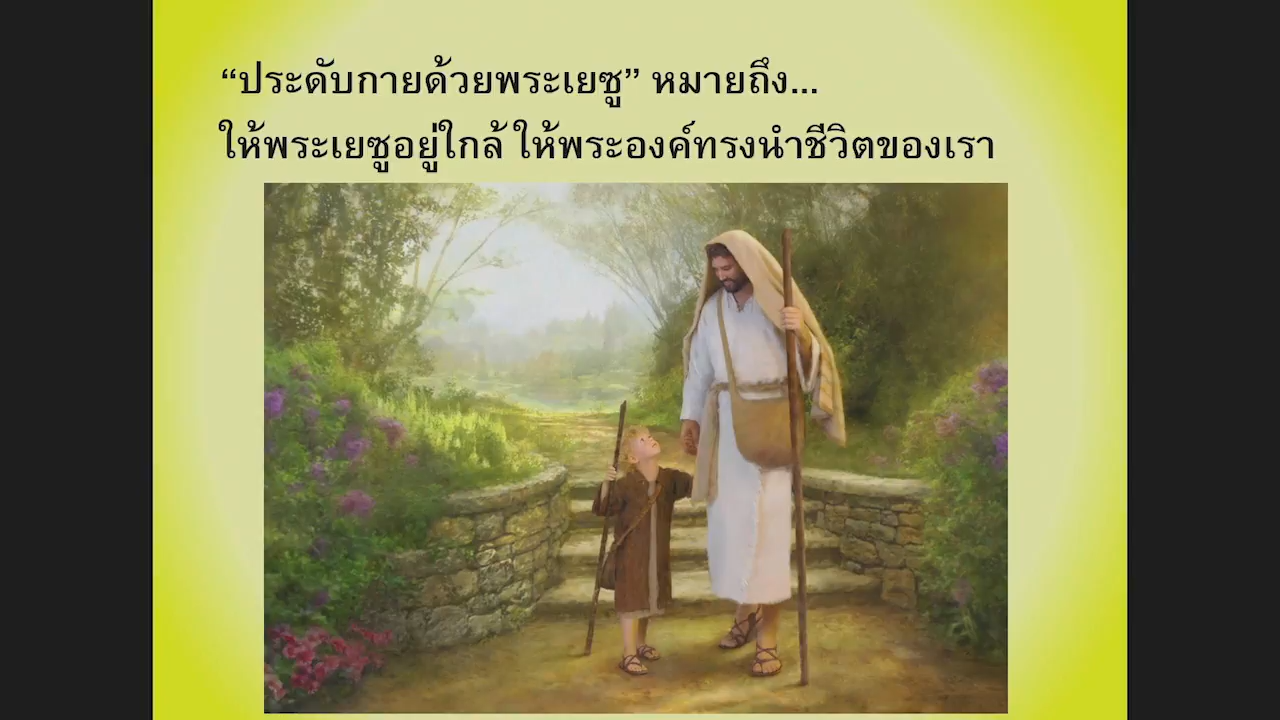 “ประดับกายด้วยพระเยซู” หมายถึง...
ให้พระเยซูอยู่ใกล้ ให้พระองค์ทรงนำชีวิตของเรา